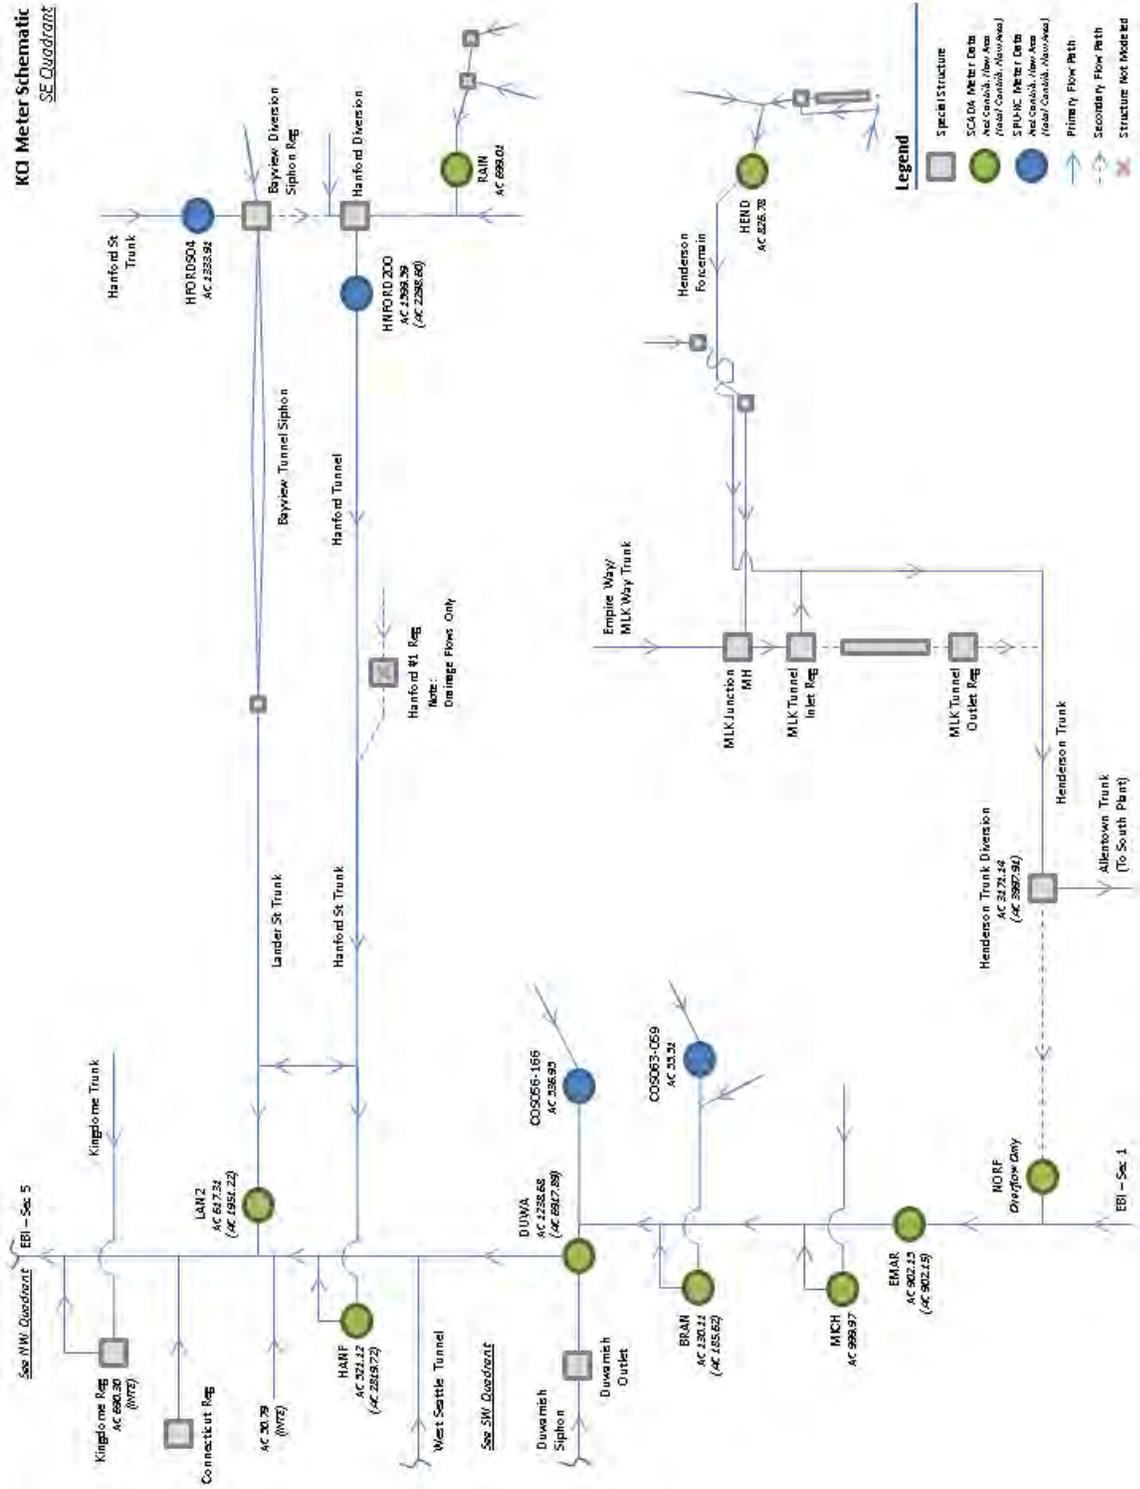 KCI Meter Schematic
SE Quadrant
See NW Quadrant
EBI – Sec 5
Kingdome Trunk
Kingdome Reg
AC 690.30
(INTE)
Connecticut Reg
AC 30.79
(INTE)
LAN2
AC 617.31
(AC 1951.22)
Lander St Trunk
Bayview Tunnel Siphon
Hanford St
Trunk
HFORD504
AC 1333.91
Bayview Diversion
Siphon Reg
Hanford Diversion
HANF
AC 521.12
(AC 2819.72)
Hanford St Trunk
Hanford #1 Reg
Note:
Drainage Flows Only
Hanford Tunnel
HNFORD200
AC 1599.59
(AC 2298.60)
RAIN
AC 699.01
West Seattle Tunnel
See SW Quadrant
Duwamish
Siphon
Duwamish
Outlet
DUWA
AC 1238.68
(AC 6917.89)
COS056-166
AC 536.93
COS063-059
AC 55.51
BRAN
AC 130.11
(AC 185.62)
MICH
AC 999.97
EMAR
AC 902.15
(AC 902.15)
NORF
Overflow Only
EBI – Sec 1
Henderson Trunk Diversion
AC 3171.14
(AC 3997.91)
Allentown Trunk
(To South Plant)
Henderson Trunk
Empire Way/
MLK Way Trunk
MLK Junction
MH
MLK Tunnel
Inlet Reg
MLK Tunnel
Outlet Reg
Henderson
Forcemain
HEND
AC 826.78
Legend
Special Structure
SCADA Meter Data
Net Contrib. Flow Area
(Total Contrib. Flow Area)
SPU-KC Meter Data
Net Contrib. Flow Area
(Total Contrib. Flow Area)
Primary Flow Path
Secondary Flow Path
Structure Not Modeled